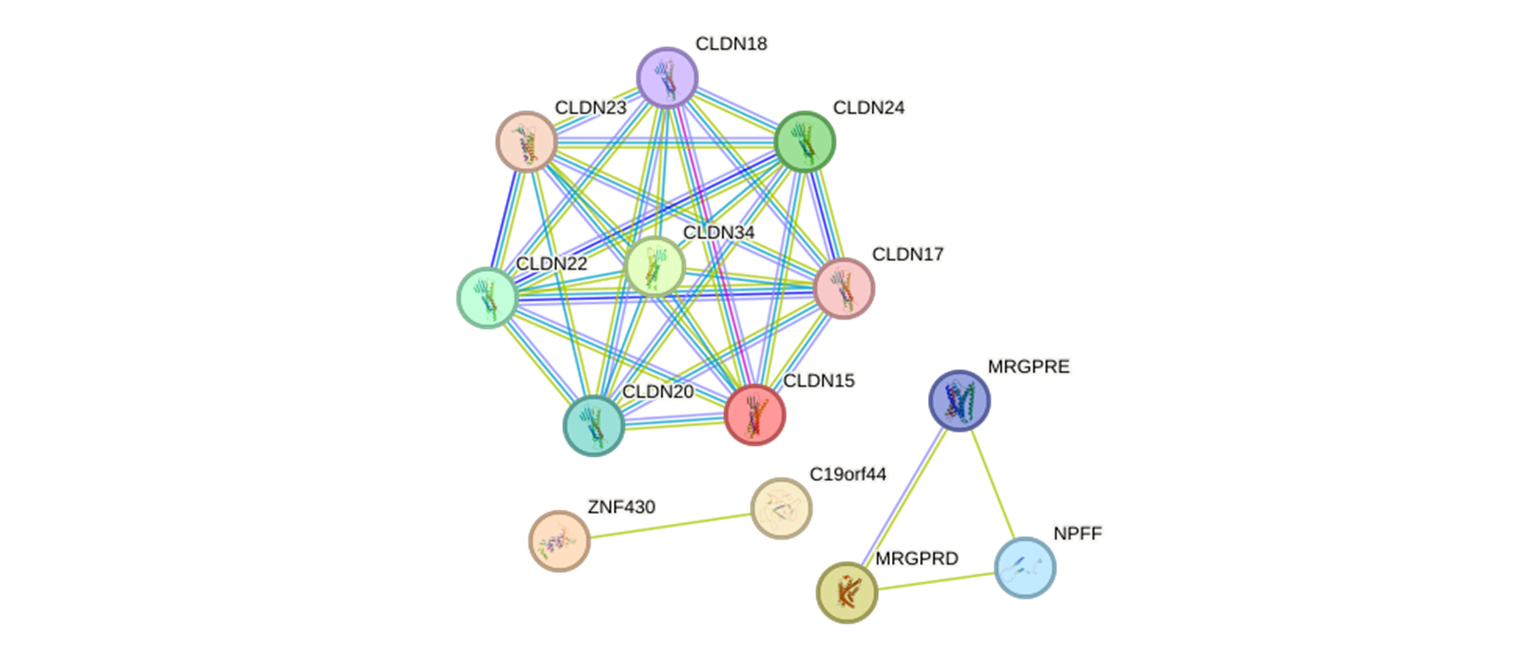 CLDN18
CLDN23
CLDN24
CLDN34
CLDN17
CLDN22
MRGPRE
CLDN15
CLDN20
C19orf44
ZNF430
NPFF
MRGPRD